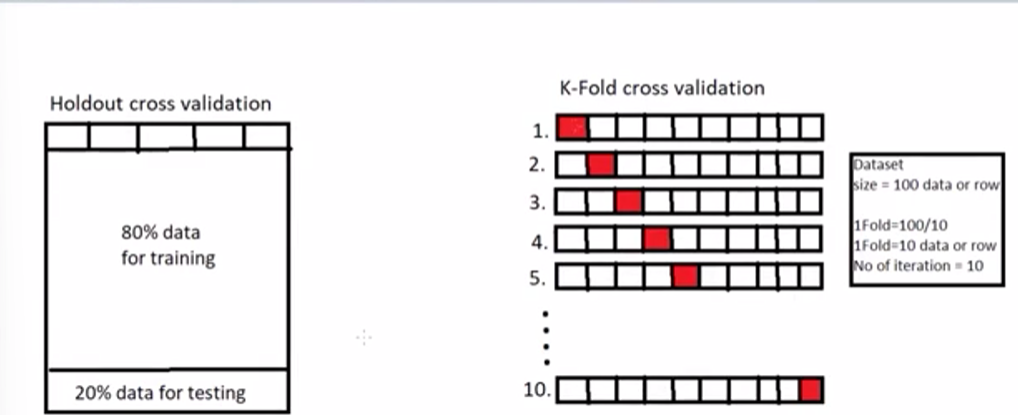 Holdout cross validation
80% data
for training
20% data for testing
K-Fold cross validation
1.
2.
3.
4.
5.
10.
Dataset
size = 100 data or row
1Fold=100/10
1Fold=10 data or row
No of iteration = 10